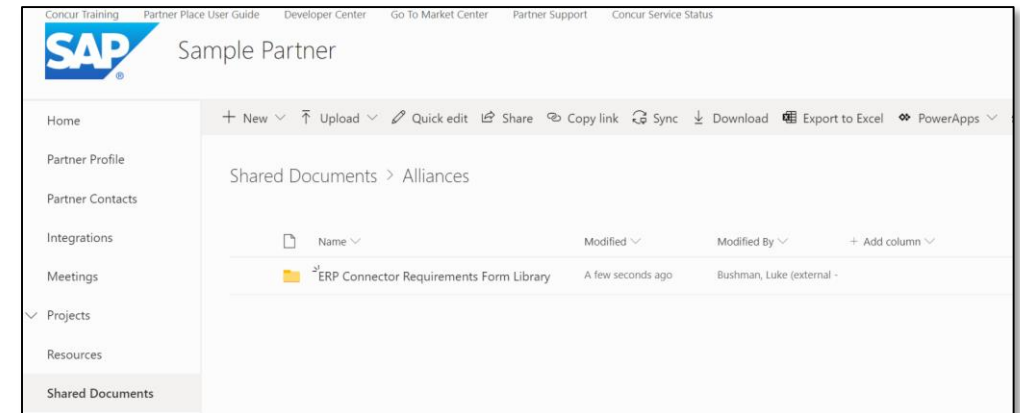 Concur Training Partner Place User Guide Developer Center Go To Market Center Partner Support Concur Service Status
SAP ®
Sample Partner
Home
Partner Profile
Partner Contacts
Integrations
Meetings
Projects
Resources
Shared Documents
+ New Upload Quick edit Share Copy link Sync Download Export to Excel PowerApps
Shared Documents > Alliances
Name Modified Modified By + Add column
ERP Connector Requirements Form Library A few seconds ago Bushman, Luke (external -